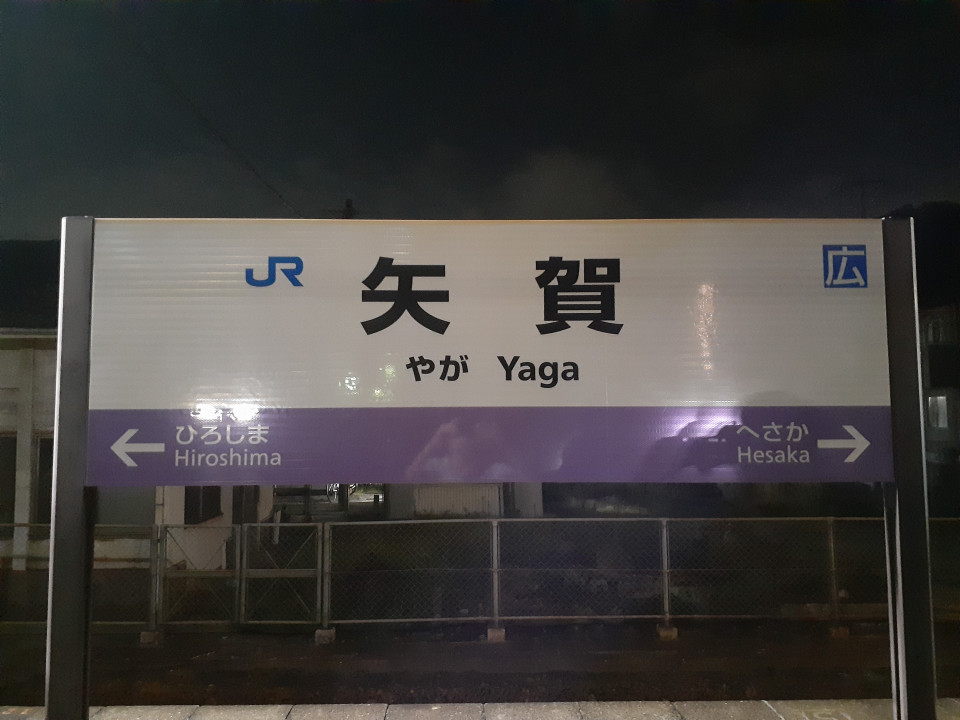 JR 矢賀 広
やが Yaga
← ひろしま へさか →
Hiroshima Hesaka